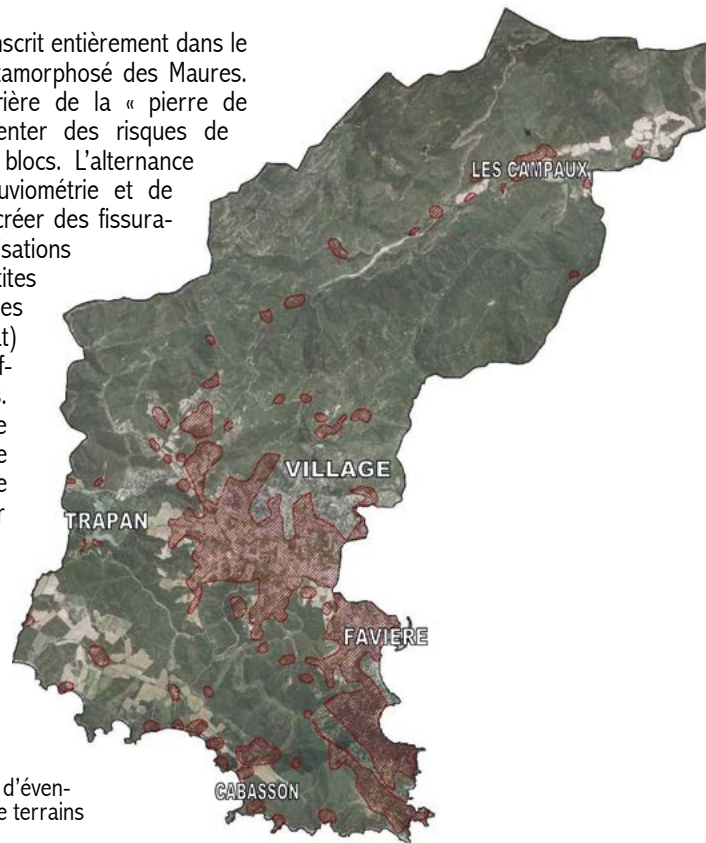 nscrit entièrement dans le
tamorphosé des Maures.
rière de la « pierre de
enter des risques de
blocs. L'alternance
uviométrie et de
créer des fissura-
sations
tites
es
t)
f-
s.
e
e
e
r
LES CAMPAUX
VILLAGE
TRAPAN
FAVIERE
CABASSON
d'éven-
e terrains